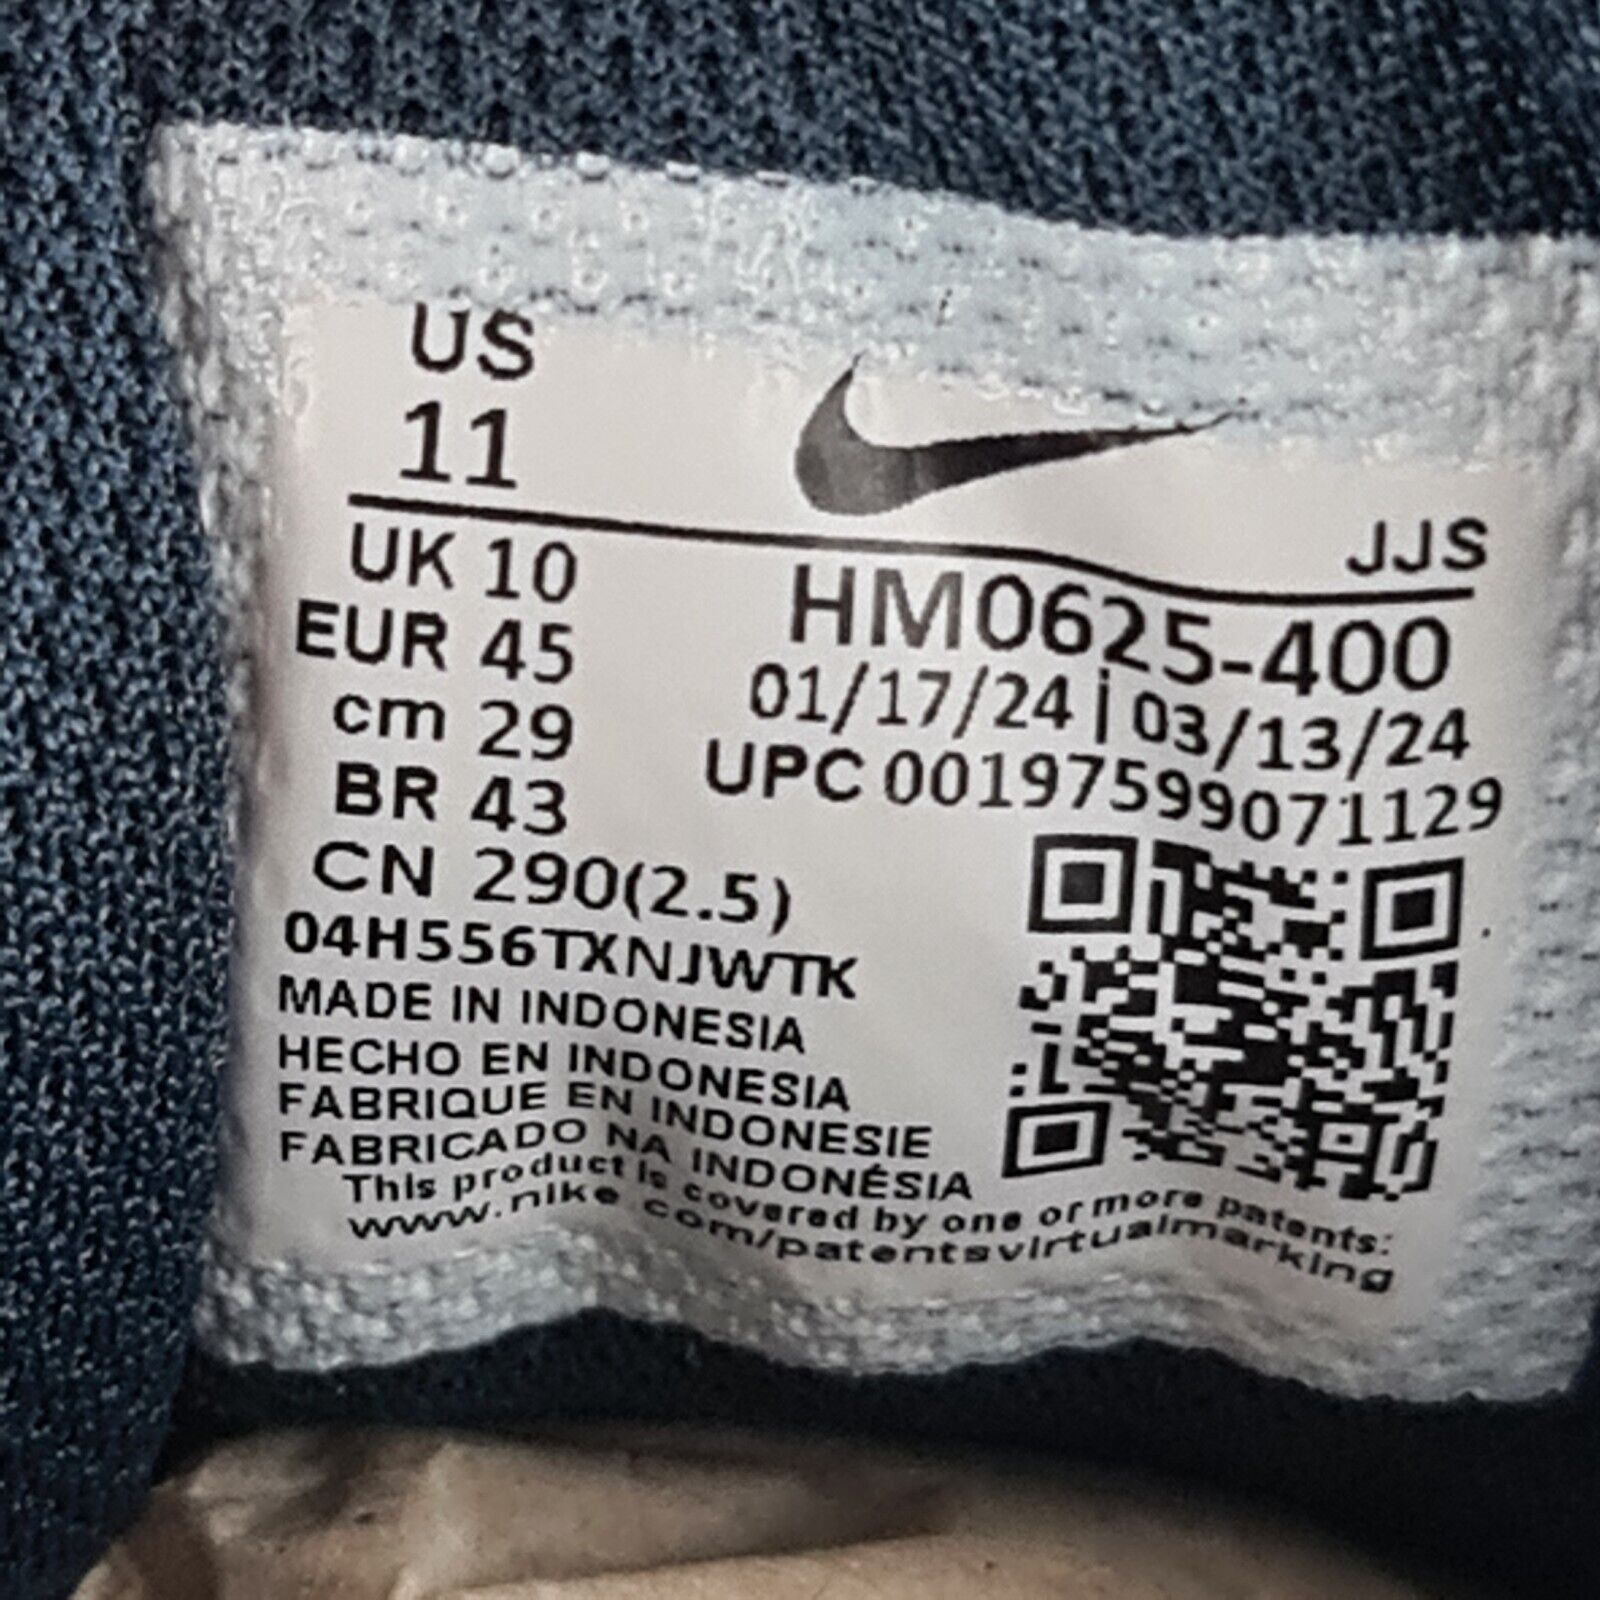 US
11
JJS
UK 10
EUR 45
cm 29
BR 43
CN 290(2.5)
HM0625-400
01/17/24 | 03/13/24
UPC 00197599071129
04H556TXNJWTK
MADE IN INDONESIA
HECHO EN INDONESIA
FABRIQUE EN INDONESIE
FABRICADO NA INDONÉSIA
This product is covered by one or more patents:
www.nike.com/patentsvirtualmarking